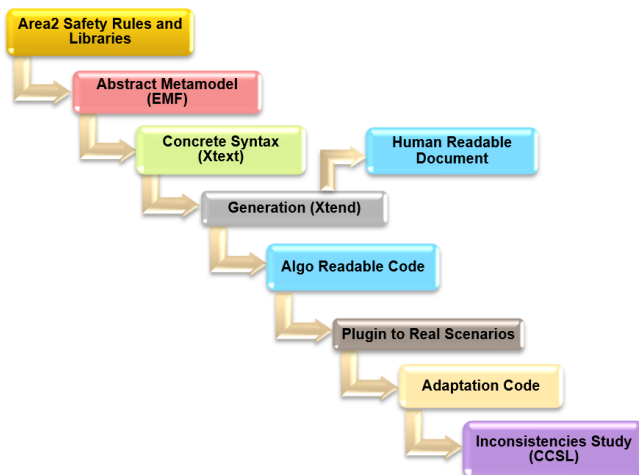 Area2 Safety Rules and
Libraries
Abstract Metamodel
(EMF)
Concrete Syntax
(Xtext)
Human Readable
Document
Generation (Xtend)
Algo Readable Code
Plugin to Real Scenarios
Adaptation Code
Inconsistencies Study
(CCSL)